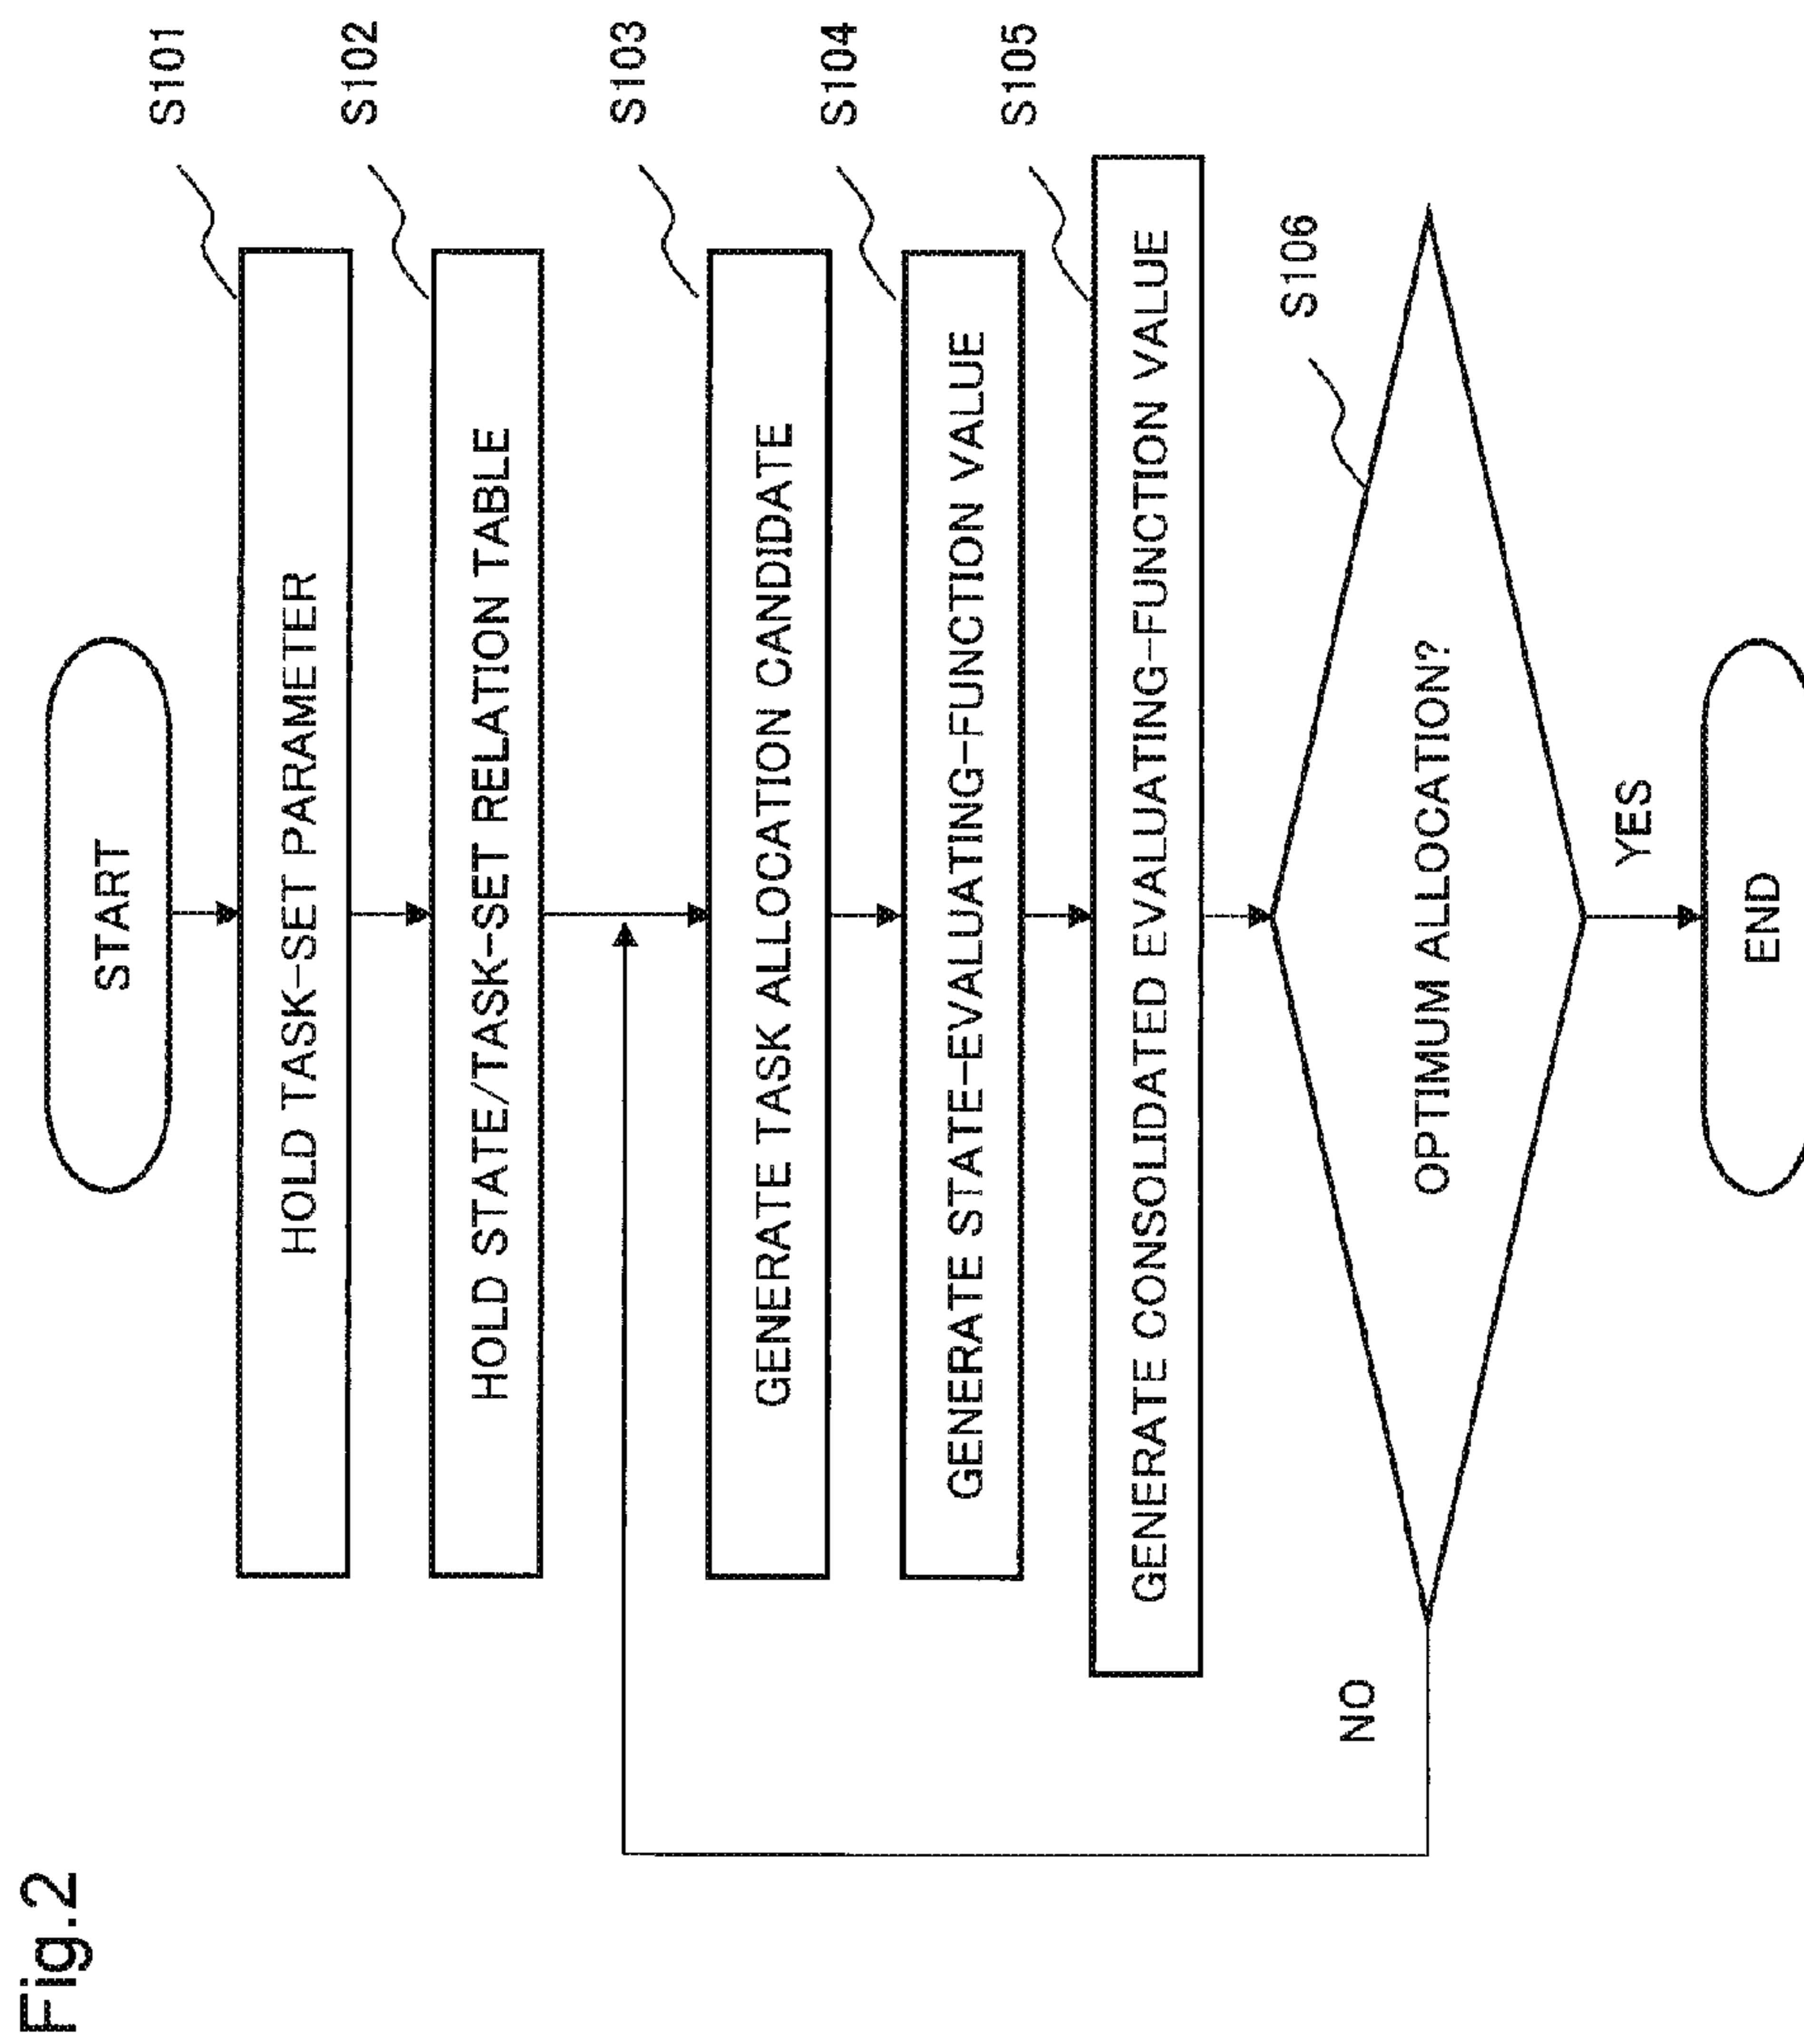 Fig.2
START
HOLD TASK-SET PARAMETER
S101
HOLD STATE/TASK-SET RELATION TABLE
S102
GENERATE TASK ALLOCATION CANDIDATE
S103
GENERATE STATE-EVALUATING-FUNCTION VALUE
S104
GENERATE CONSOLIDATED EVALUATING-FUNCTION VALUE
S105
S106
OPTIMUM ALLOCATION?
NO
YES
END